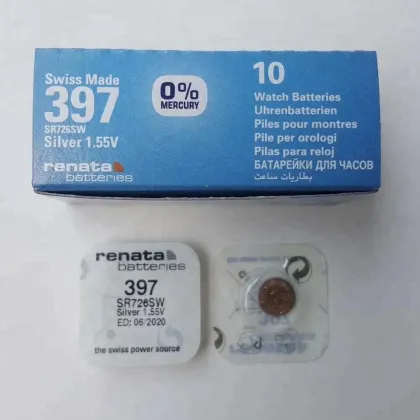 Swiss Made
397
SR726SW
Silver 1.55V
renata
batteries
0%
MERCURY
10
Watch Batteries
Uhrenbatterien
Piles pour montres
Pile per orologi
Pilas para reloj
БАТАРЕЙКИ ДЛЯ ЧАСОВ
بطاريات ساعت
renata
batteries
397
SR726SW
Silver 1.55V
ED: 06/2020
the swiss power source